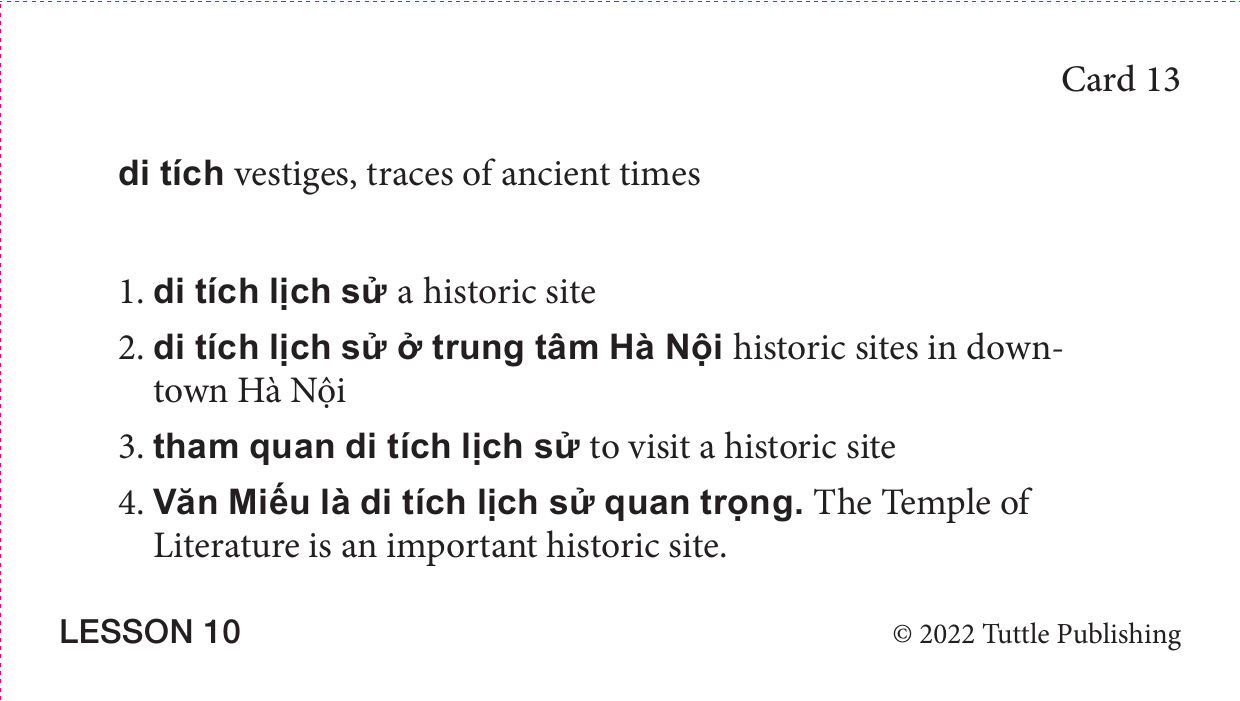 Card 13
di tích vestiges, traces of ancient times
1. di tích lịch sử a historic site
2. di tích lịch sử ở trung tâm Hà Nội historic sites in down-
town Hà Nội
3. tham quan di tích lịch sử to visit a historic site
4. Văn Miếu là di tích lịch sử quan trọng. The Temple of
Literature is an important historic site.
LESSON 10
© 2022 Tuttle Publishing